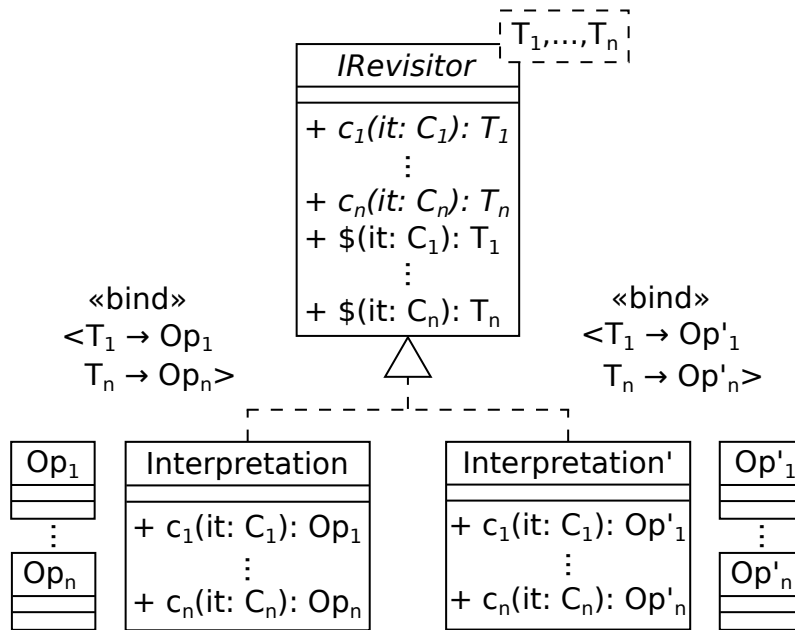 T₁,...,Tₙ
IRevisitor
+ c₁(it: C₁): T₁
⋮
+ cₙ(it: Cₙ): Tₙ
+ $(it: C₁): T₁
⋮
+ $(it: Cₙ): Tₙ
«bind»
<T₁ → Op₁
Tₙ → Opₙ>
«bind»
<T₁ → Op'₁
Tₙ → Op'ₙ>
Op₁
⋮
Opₙ
Interpretation
+ c₁(it: C₁): Op₁
⋮
+ cₙ(it: Cₙ): Opₙ
Interpretation'
+ c₁(it: C₁): Op'₁
⋮
+ cₙ(it: Cₙ): Op'ₙ
Op'₁
⋮
Op'ₙ